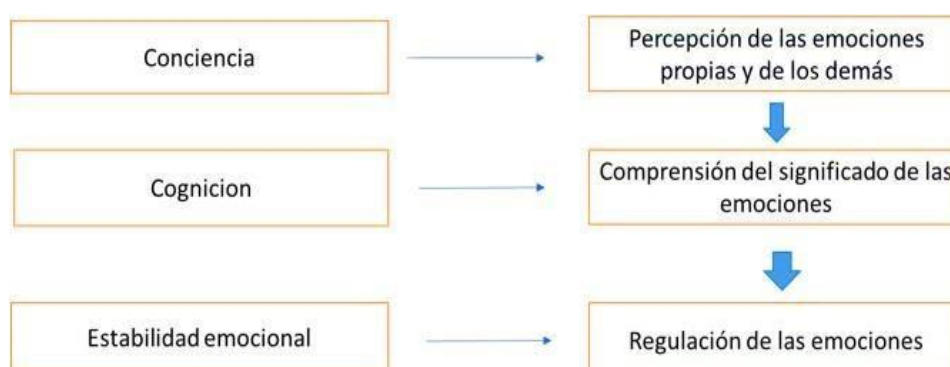 Conciencia
Percepción de las emociones
propias y de los demás
Cognicion
Comprensión del significado de las
emociones
Estabilidad emocional
Regulación de las emociones